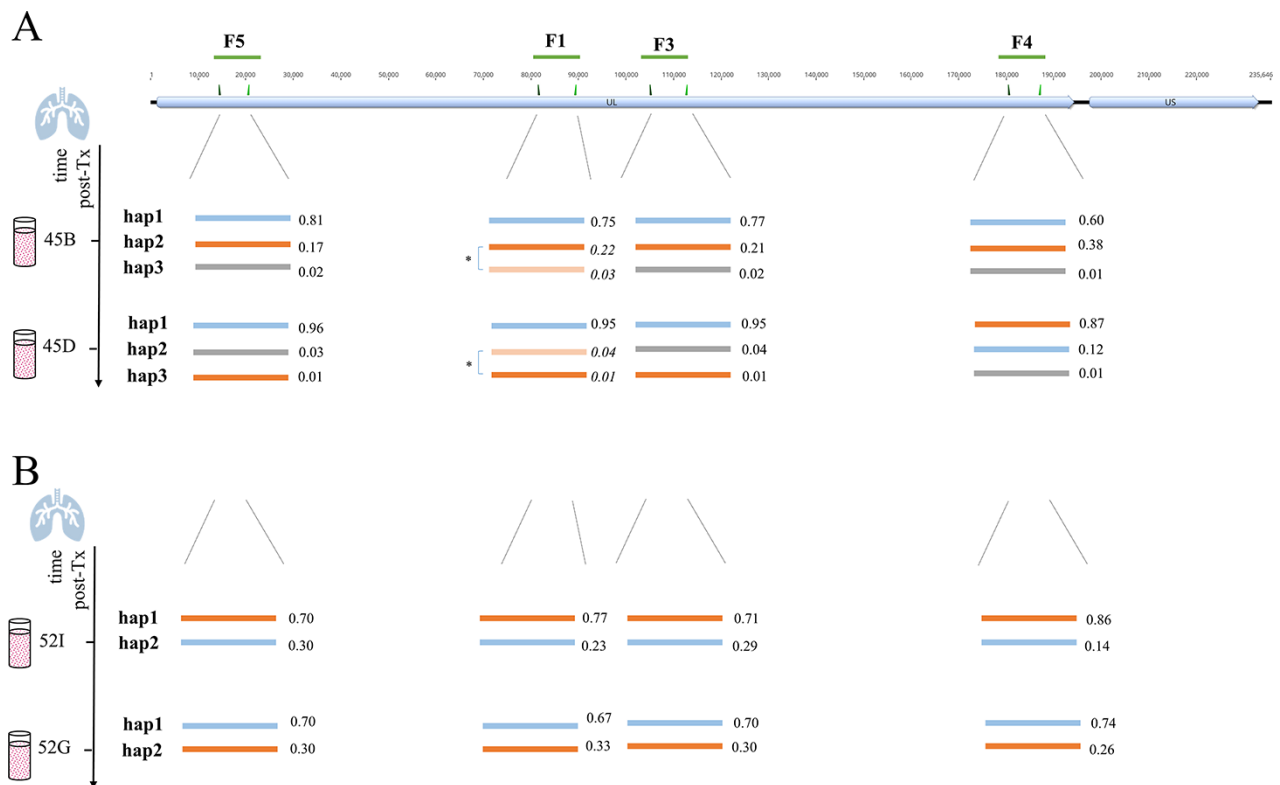 A
F5 F1 F3 F4
1 10,000 20,000 30,000 40,000 50,000 60,000 70,000 80,000 90,000 100,000 110,000 120,000 130,000 140,000 150,000 160,000 170,000 180,000 190,000 200,000 210,000 220,000 235,646
UL US
time
post-Tx
45B
hap1 0.81 0.75 0.77 0.60
hap2 0.17 * 0.22 0.21 0.38
hap3 0.02 0.03 0.02 0.01
45D
hap1 0.96 0.95 0.95 0.87
hap2 0.03 * 0.04 0.04 0.12
hap3 0.01 0.01 0.01 0.01
B
time
post-Tx
52I
hap1 0.70 0.77 0.71 0.86
hap2 0.30 0.23 0.29 0.14
52G
hap1 0.70 0.67 0.70 0.74
hap2 0.30 0.33 0.30 0.26